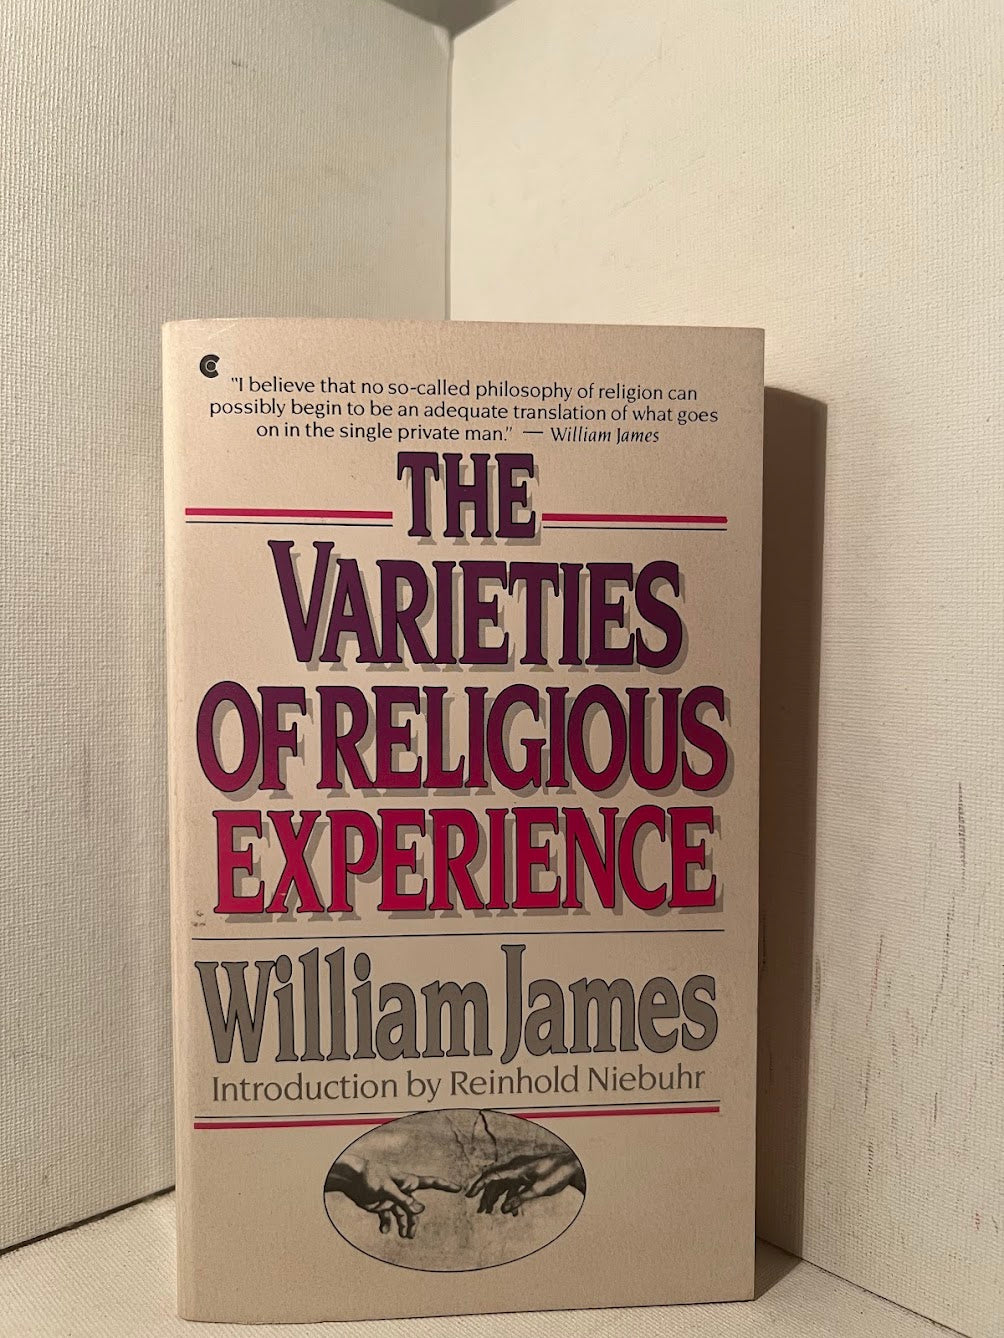 "I believe that no so-called philosophy of religion can
possibly begin to be an adequate translation of what goes
on in the single private man." — William James
THE
VARIETIES
OF RELIGIOUS
EXPERIENCE
William James
Introduction by Reinhold Niebuhr